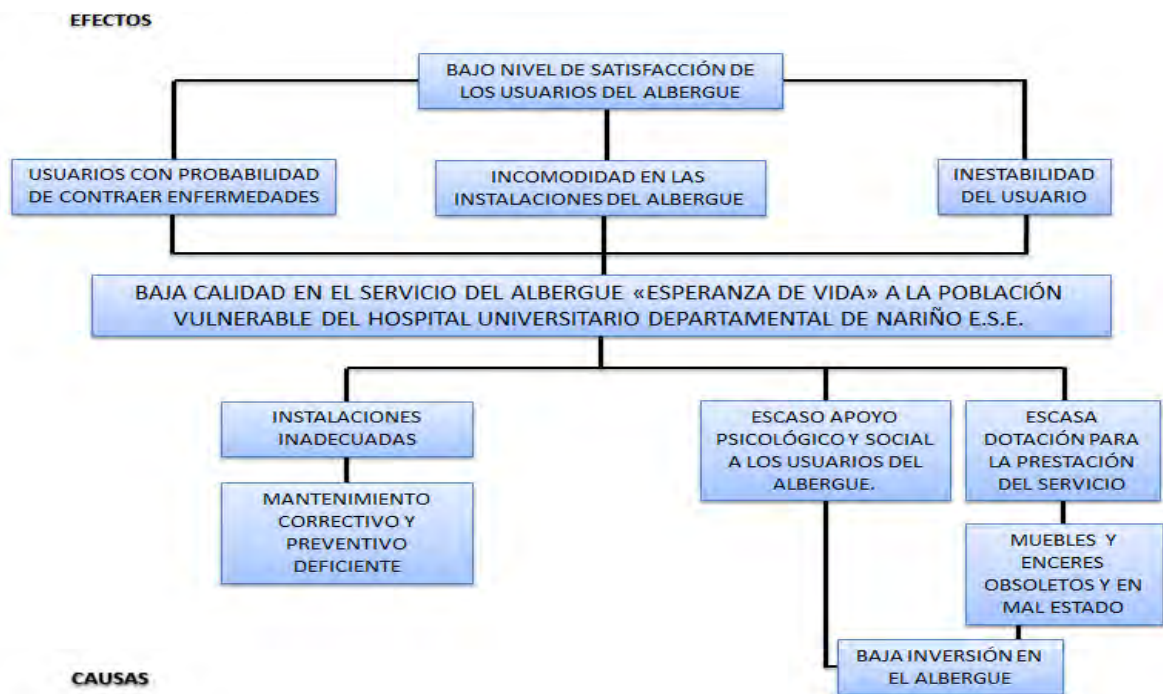 EFECTOS
BAJO NIVEL DE SATISFACCIÓN DE
LOS USUARIOS DEL ALBERGUE
USUARIOS CON PROBABILIDAD
DE CONTRAER ENFERMEDADES
INCOMODIDAD EN LAS
INSTALACIONES DEL ALBERGUE
INESTABILIDAD
DEL USUARIO
BAJA CALIDAD EN EL SERVICIO DEL ALBERGUE «ESPERANZA DE VIDA» A LA POBLACIÓN
VULNERABLE DEL HOSPITAL UNIVERSITARIO DEPARTAMENTAL DE NARIÑO E.S.E.
INSTALACIONES
INADECUADAS
ESCASO APOYO
PSICOLÓGICO Y SOCIAL
A LOS USUARIOS DEL
ALBERGUE.
ESCASA
DOTACIÓN PARA
LA PRESTACIÓN
DEL SERVICIO
MANTENIMIENTO
CORRECTIVO Y
PREVENTIVO
DEFICIENTE
MUEBLES Y
ENCERES
OBSOLETOS Y EN
MAL ESTADO
BAJA INVERSIÓN EN
EL ALBERGUE
CAUSAS